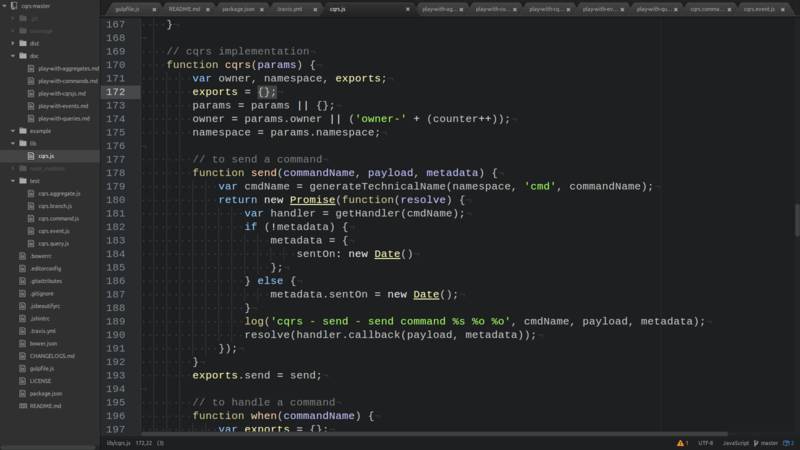 gulpfile.js
README.md
package.json
.travis.yml
cqrs.js
play-with-ag...
play-with-co...
play-with-cq...
play-with-ev...
play-with-qu...
cqrs.comma...
cqrs.event.js
cqrs-master
.git
dist
doc
play-with-aggregates.md
play-with-commands.md
play-with-cqrsjs.md
play-with-events.md
play-with-queries.md
example
lib
cqrs.js
node_modules
test
cqrs.aggregate.js
cqrs.branch.js
cqrs.command.js
cqrs.event.js
cqrs.query.js
.bowerrc
.editorconfig
.gitattributes
.gitignore
.jsbeautifyrc
.jshintrc
.travis.yml
bower.json
CHANGELOGS.md
gulpfile.js
LICENSE
package.json
README.md
167 }
168
169 // cqrs implementation
170 function cqrs(params) {
171 var owner, namespace, exports;
172 exports = {};
173 params = params || {};
174 owner = params.owner || ('owner-' + (counter++));
175 namespace = params.namespace;
176
177 // to send a command
178 function send(commandName, payload, metadata) {
179 var cmdName = generateTechnicalName(namespace, 'cmd', commandName);
180 return new Promise(function(resolve) {
181 var handler = getHandler(cmdName);
182 if (!metadata) {
183 metadata = {
184 sentOn: new Date()
185 };
186 } else {
187 metadata.sentOn = new Date();
188 }
189 log('cqrs - send - send command %s %o %o', cmdName, payload, metadata);
190 resolve(handler.callback(payload, metadata));
191 });
192 }
193 exports.send = send;
194
195 // to handle a command
196 function when(commandName) {
197 var exports = {};
lib/cqrs.js 172,22 (3)
1 UTF-8 JavaScript master 2